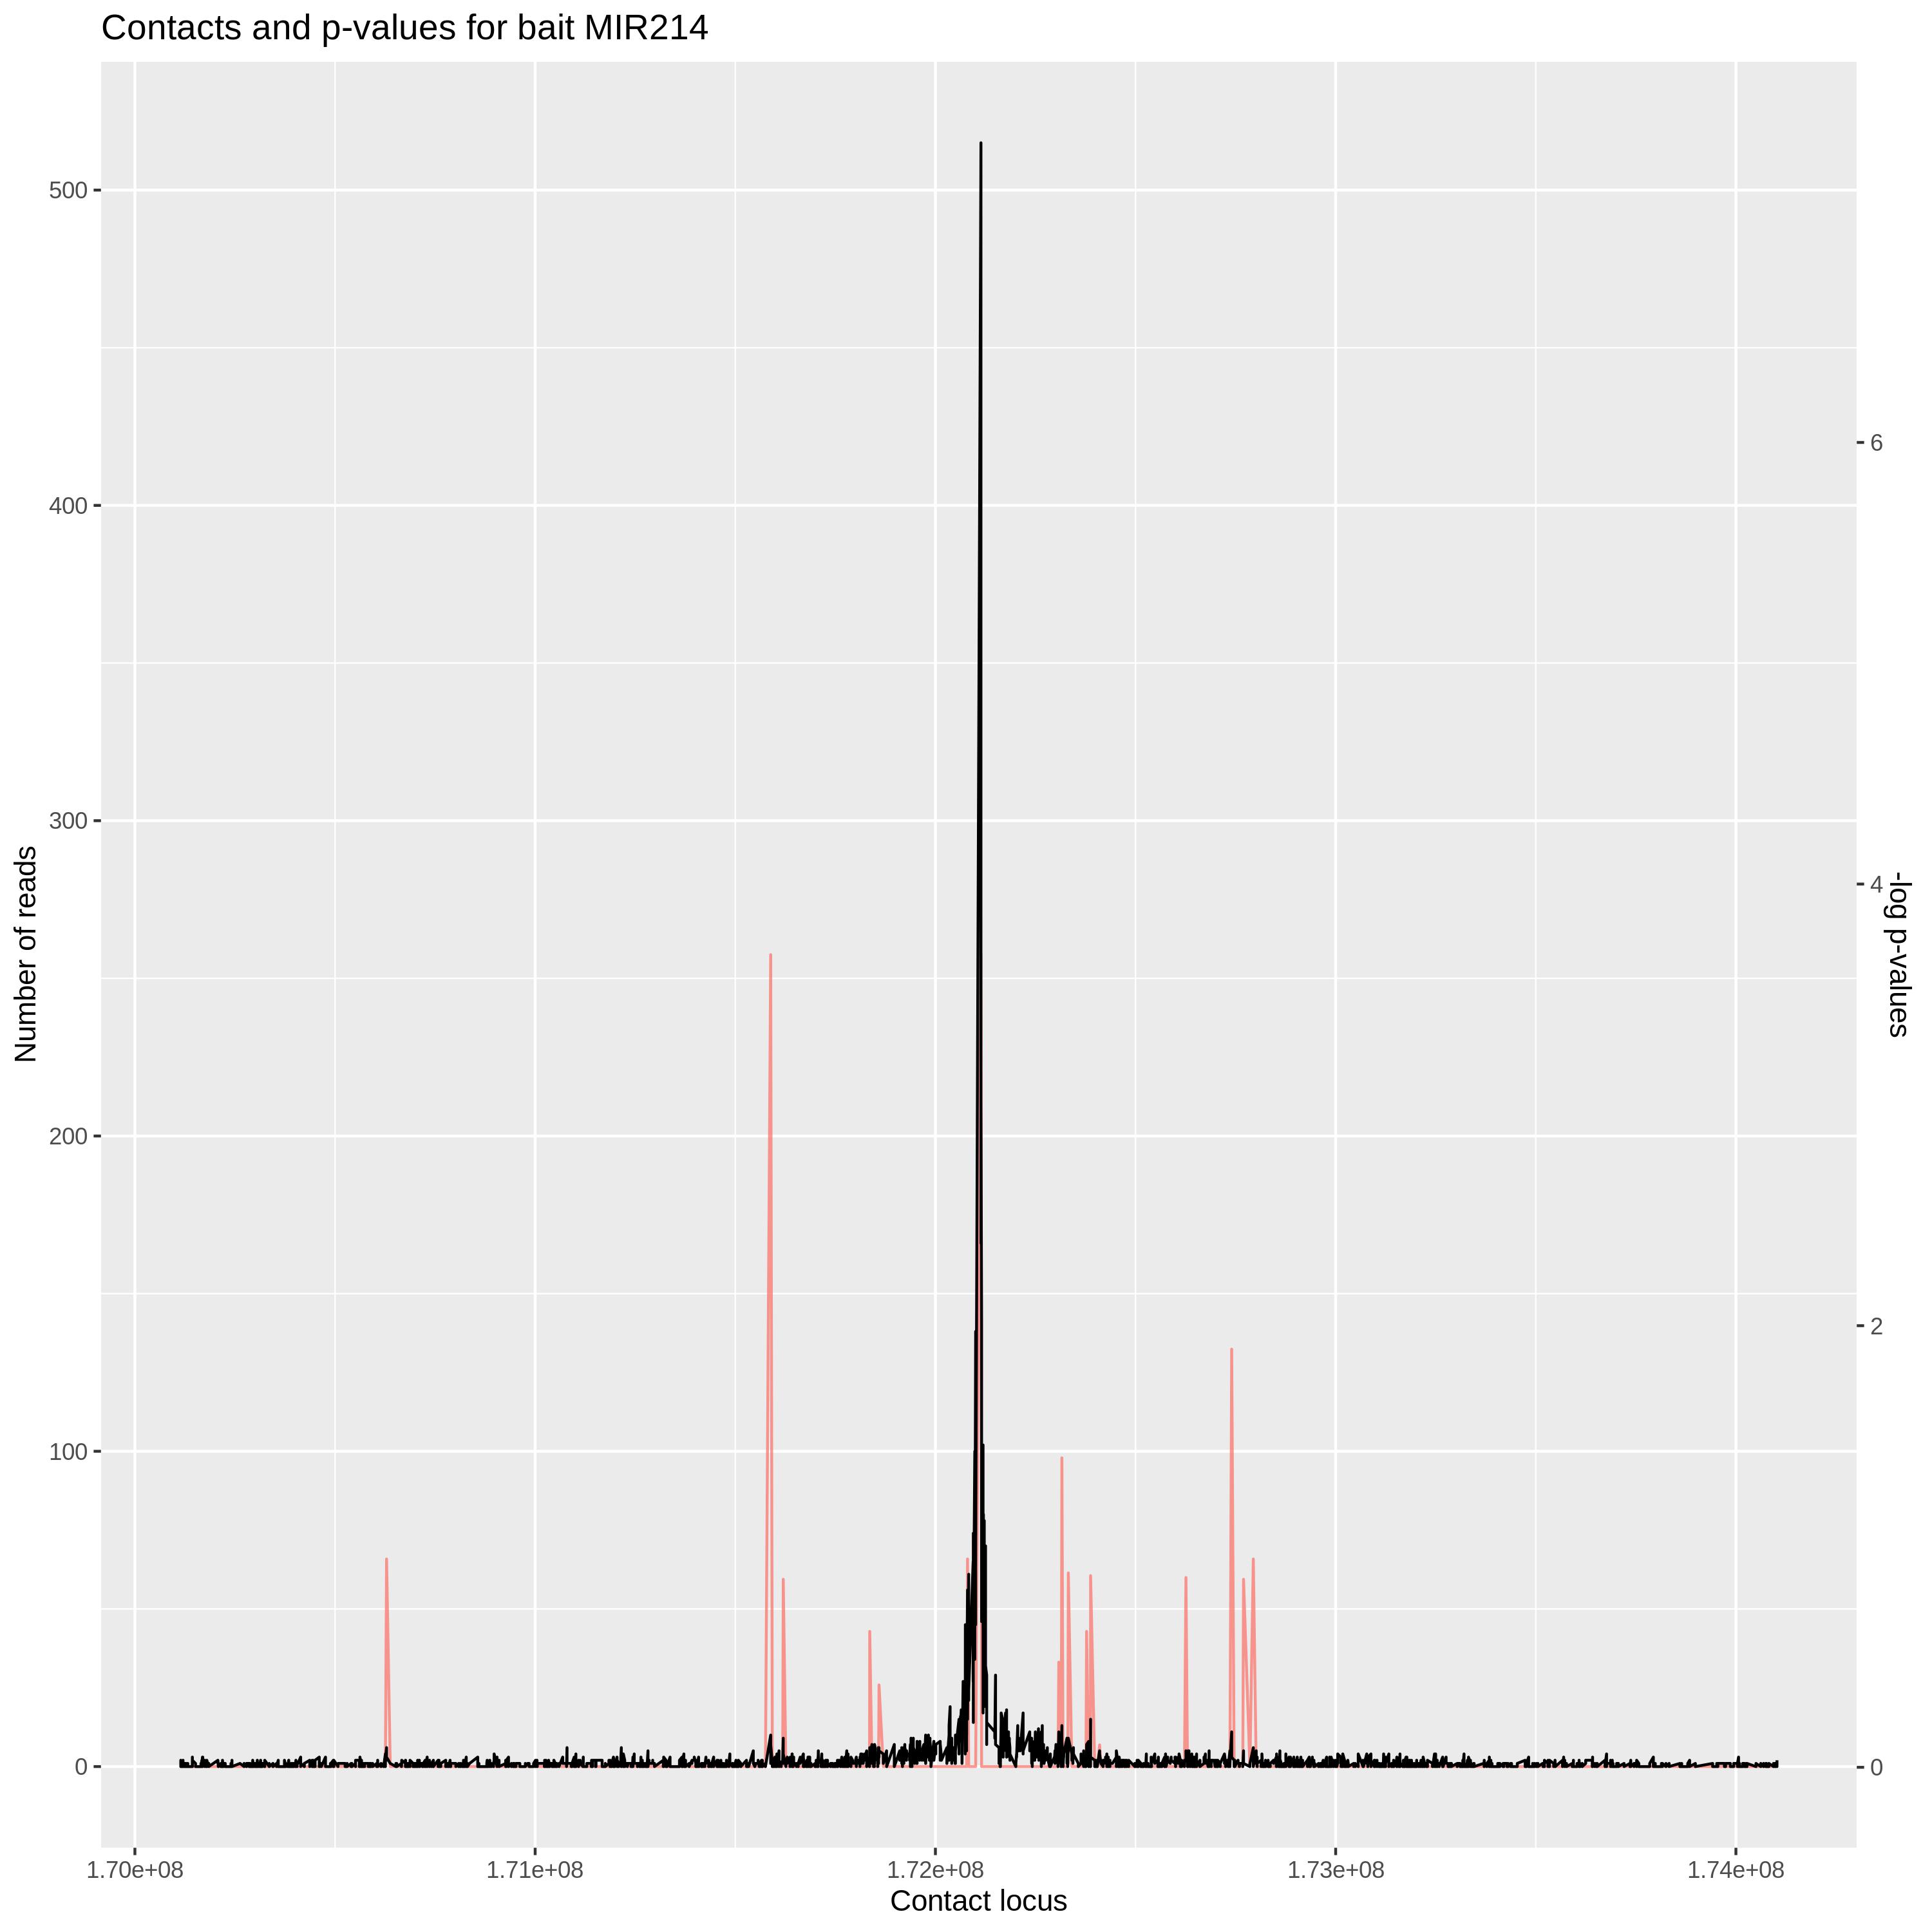 Contacts and p-values for bait MIR214
500
400
300
200
100
0
Number of reads
6
4
2
0
-log p-values
1.70e+08
1.71e+08
1.72e+08
1.73e+08
1.74e+08
Contact locus